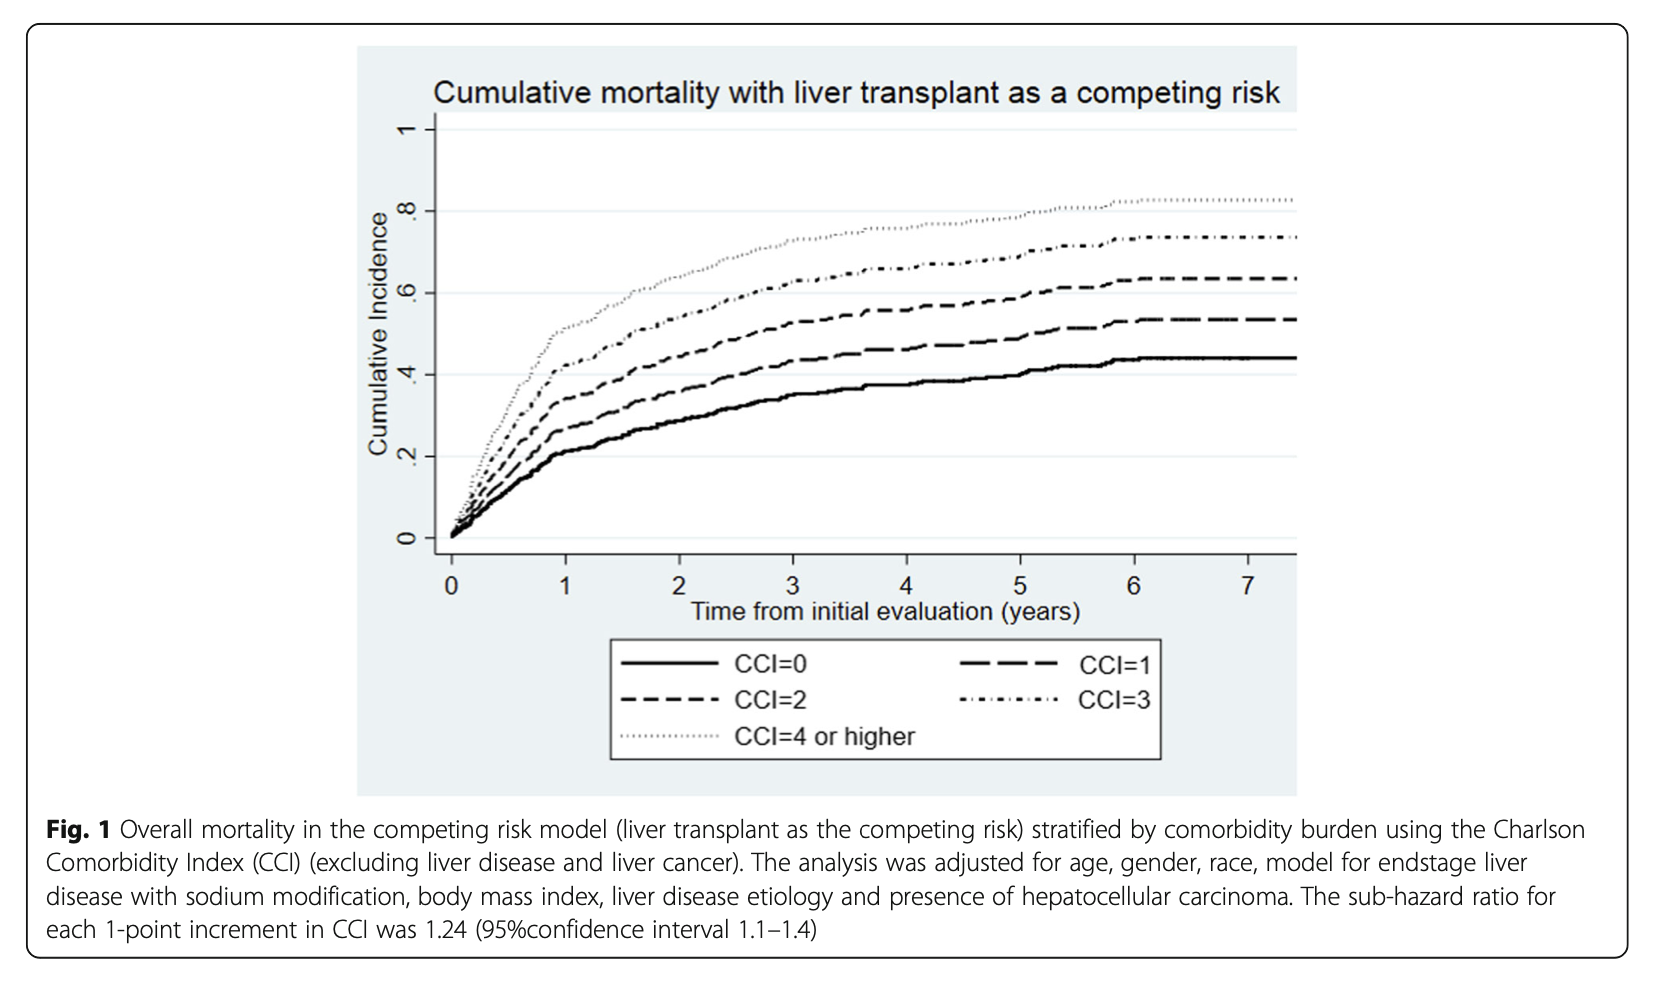 Cumulative mortality with liver transplant as a competing risk
Cumulative Incidence
1
.8
.6
.4
.2
0
0 1 2 3 4 5 6 7
Time from initial evaluation (years)
CCI=0 CCI=1
CCI=2 CCI=3
CCI=4 or higher
Fig. 1 Overall mortality in the competing risk model (liver transplant as the competing risk) stratified by comorbidity burden using the Charlson
Comorbidity Index (CCI) (excluding liver disease and liver cancer). The analysis was adjusted for age, gender, race, model for endstage liver
disease with sodium modification, body mass index, liver disease etiology and presence of hepatocellular carcinoma. The sub-hazard ratio for
each 1-point increment in CCI was 1.24 (95%confidence interval 1.1–1.4)